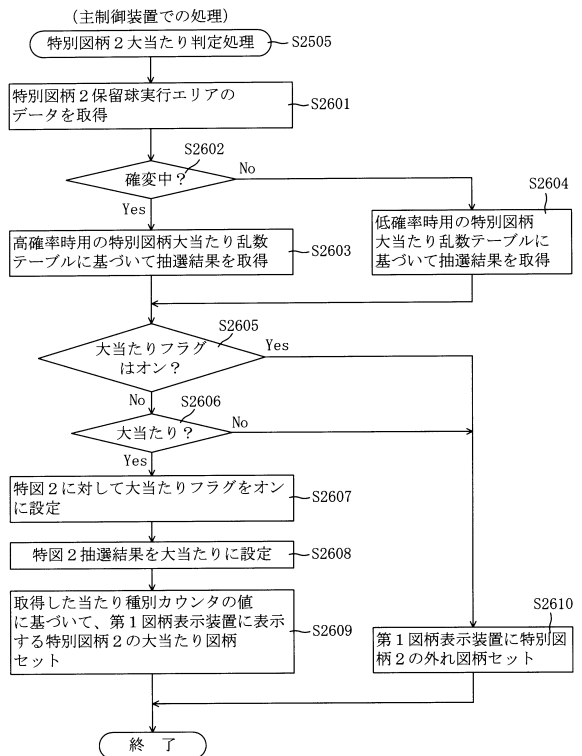 （主制御装置での処理）
特別図柄２大当たり判定処理
S2505
特別図柄２保留球実行エリアの
データを取得
S2601
S2602
確変中？
No
Yes
S2604
高確率時用の特別図柄大当たり乱数
テーブルに基づいて抽選結果を取得
S2603
低確率時用の特別図柄
大当たり乱数テーブルに
基づいて抽選結果を取得
S2605
大当たりフラグ
はオン？
Yes
No
S2606
大当たり？
No
Yes
特図２に対して大当たりフラグをオン
に設定
S2607
特図２抽選結果を大当たりに設定
S2608
取得した当たり種別カウンタの値
に基づいて、第１図柄表示装置に表示
する特別図柄２の大当たり図柄
セット
S2609
S2610
第１図柄表示装置に特別図
柄２の外れ図柄セット
終 了